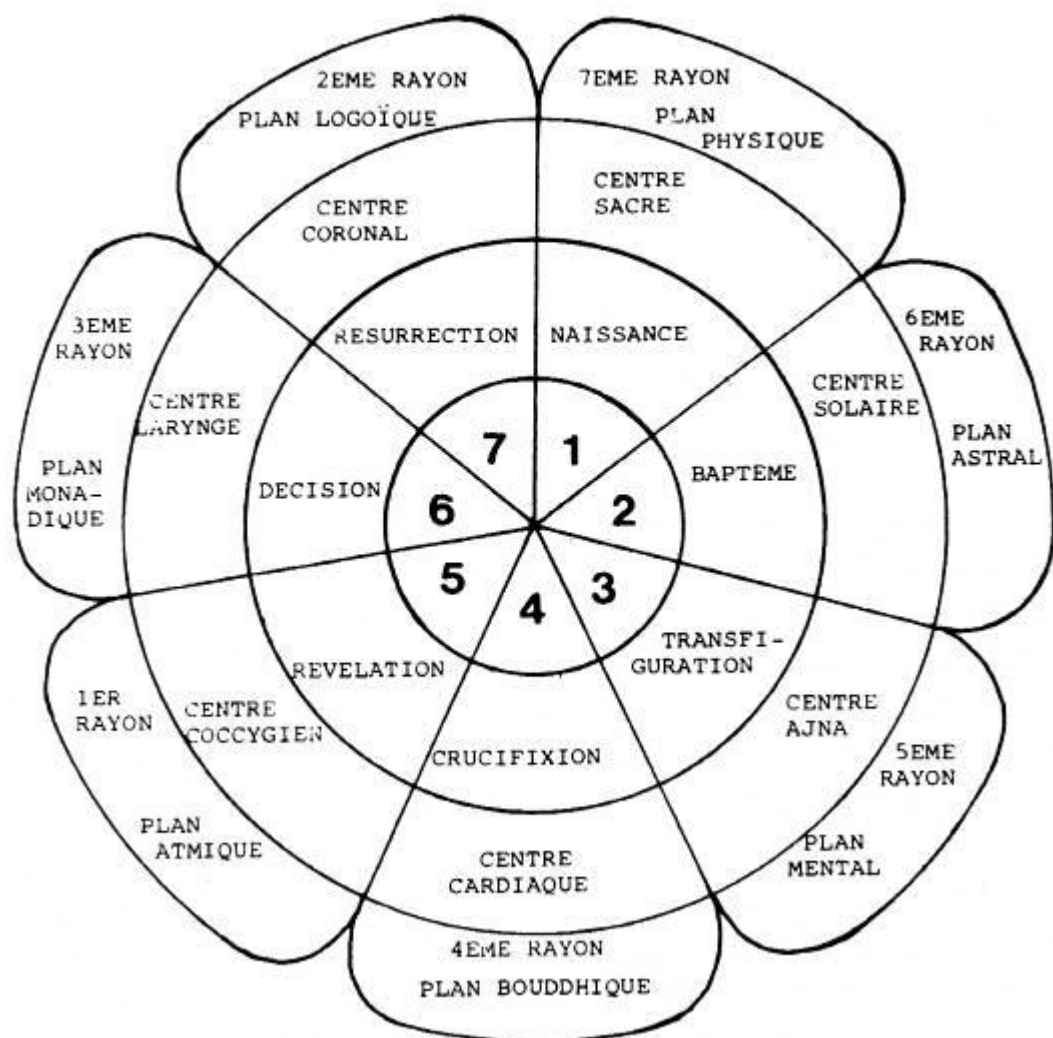 2EME RAYON
PLAN LOGOÏQUE
CENTRE
CORONAL
RESURRECTION
7
7EME RAYON
PLAN
PHYSIQUE
CENTRE
SACRE
NAISSANCE
1
6EME
RAYON
PLAN
ASTRAL
CENTRE
SOLAIRE
BAPTEME
2
5EME
RAYON
PLAN
MENTAL
CENTRE
AJNA
TRANSFI-
GURATION
3
4
CRUCIFIXION
CENTRE
CARDIAQUE
4EME RAYON
PLAN BOUDDHIQUE
5
REVELATION
CENTRE
COCCYGIEN
1ER
RAYON
PLAN
ATMIQUE
6
DECISION
CENTRE
LARYNGE
3EME
RAYON
PLAN
MONA-
DIQUE